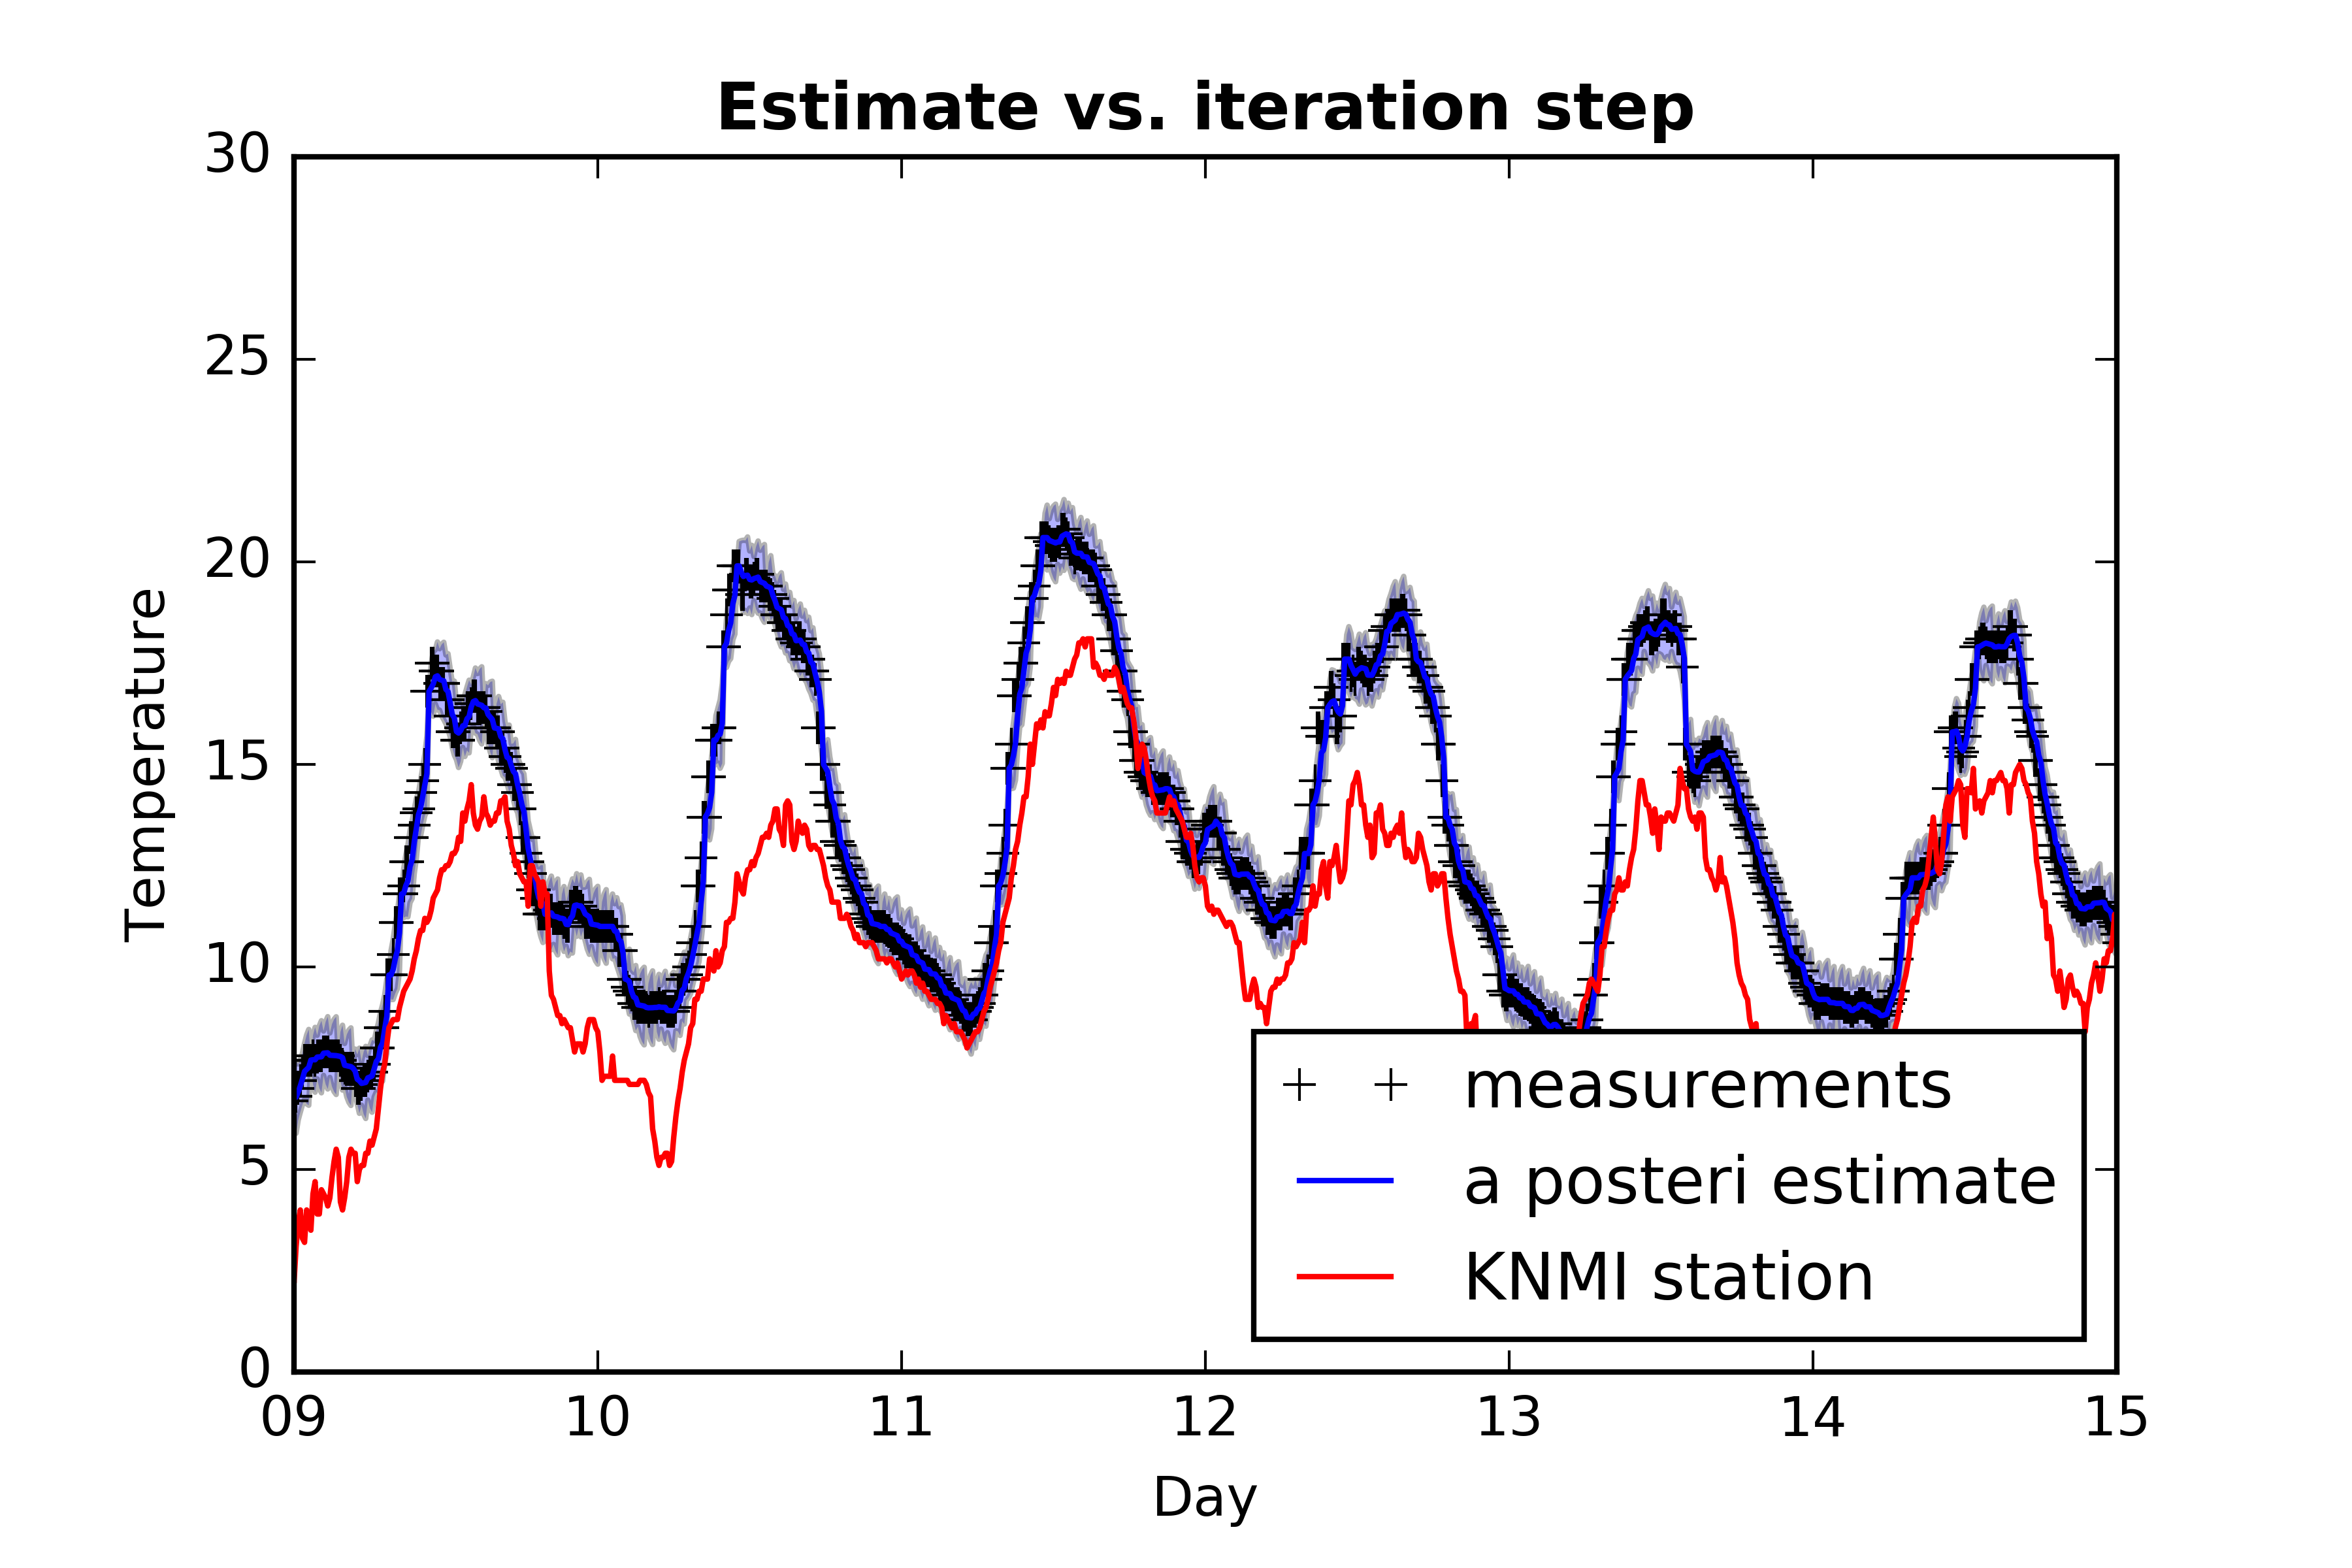 Estimate vs. iteration step
30
25
20
15
10
5
0
Temperature
09 10 11 12 13 14 15
Day
measurements
a posteri estimate
KNMI station